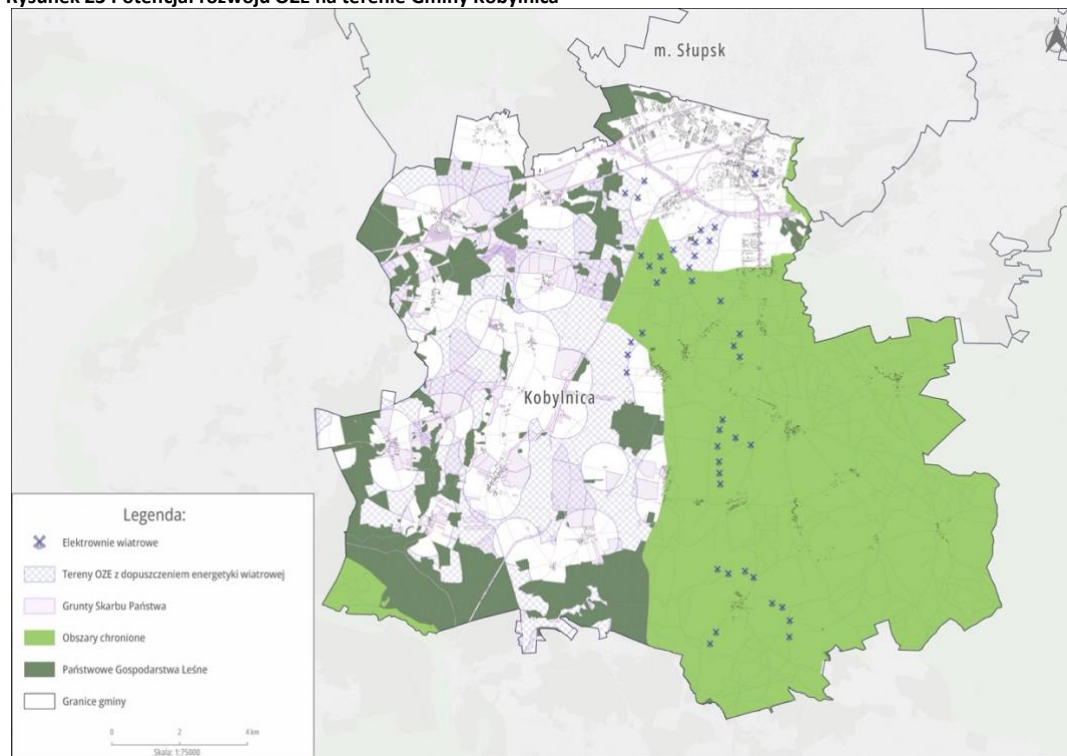 Rysunek 25 Potencjał rozwoju OZE na terenie Gminy Kobylnica
N
m. Słupsk
Kobylnica
Legenda:
Elektrownie wiatrowe
Tereny OZE z dopuszczeniem energetyki wiatrowej
Grunty Skarbu Państwa
Obszary chronione
Państwowe Gospodarstwa Leśne
Granice gminy
0 2 4 km
Skala: 1:75000